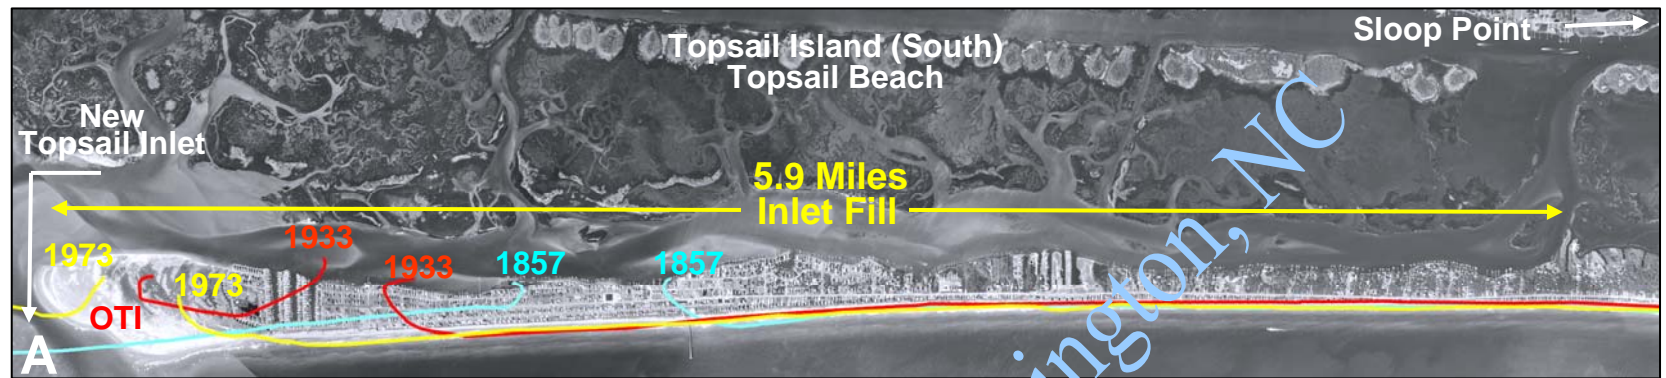 Sloop Point
Topsail Island (South)
Topsail Beach
New
Topsail Inlet
5.9 Miles
Inlet Fill
1933
1973
1933
1857
1857
1973
OTI
A
ington, NC